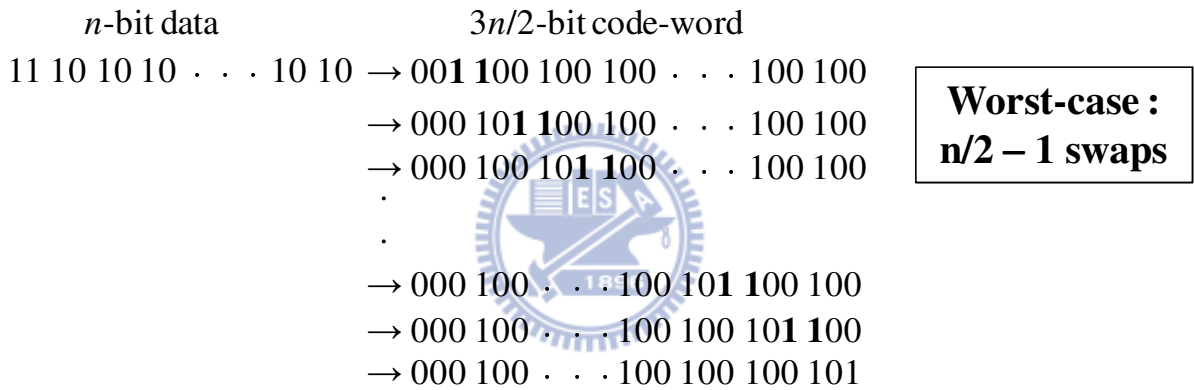 n-bit data 3n/2-bit code-word
11 10 10 10 · · · 10 10 → 001 100 100 100 · · · 100 100
→ 000 101 100 100 · · · 100 100
→ 000 100 101 100 · · · 100 100
Worst-case :
n/2 – 1 swaps
·
·
E S A
1896
→ 000 100 · · · 100 101 100 100
→ 000 100 · · · 100 100 101 100
→ 000 100 · · · 100 100 100 101